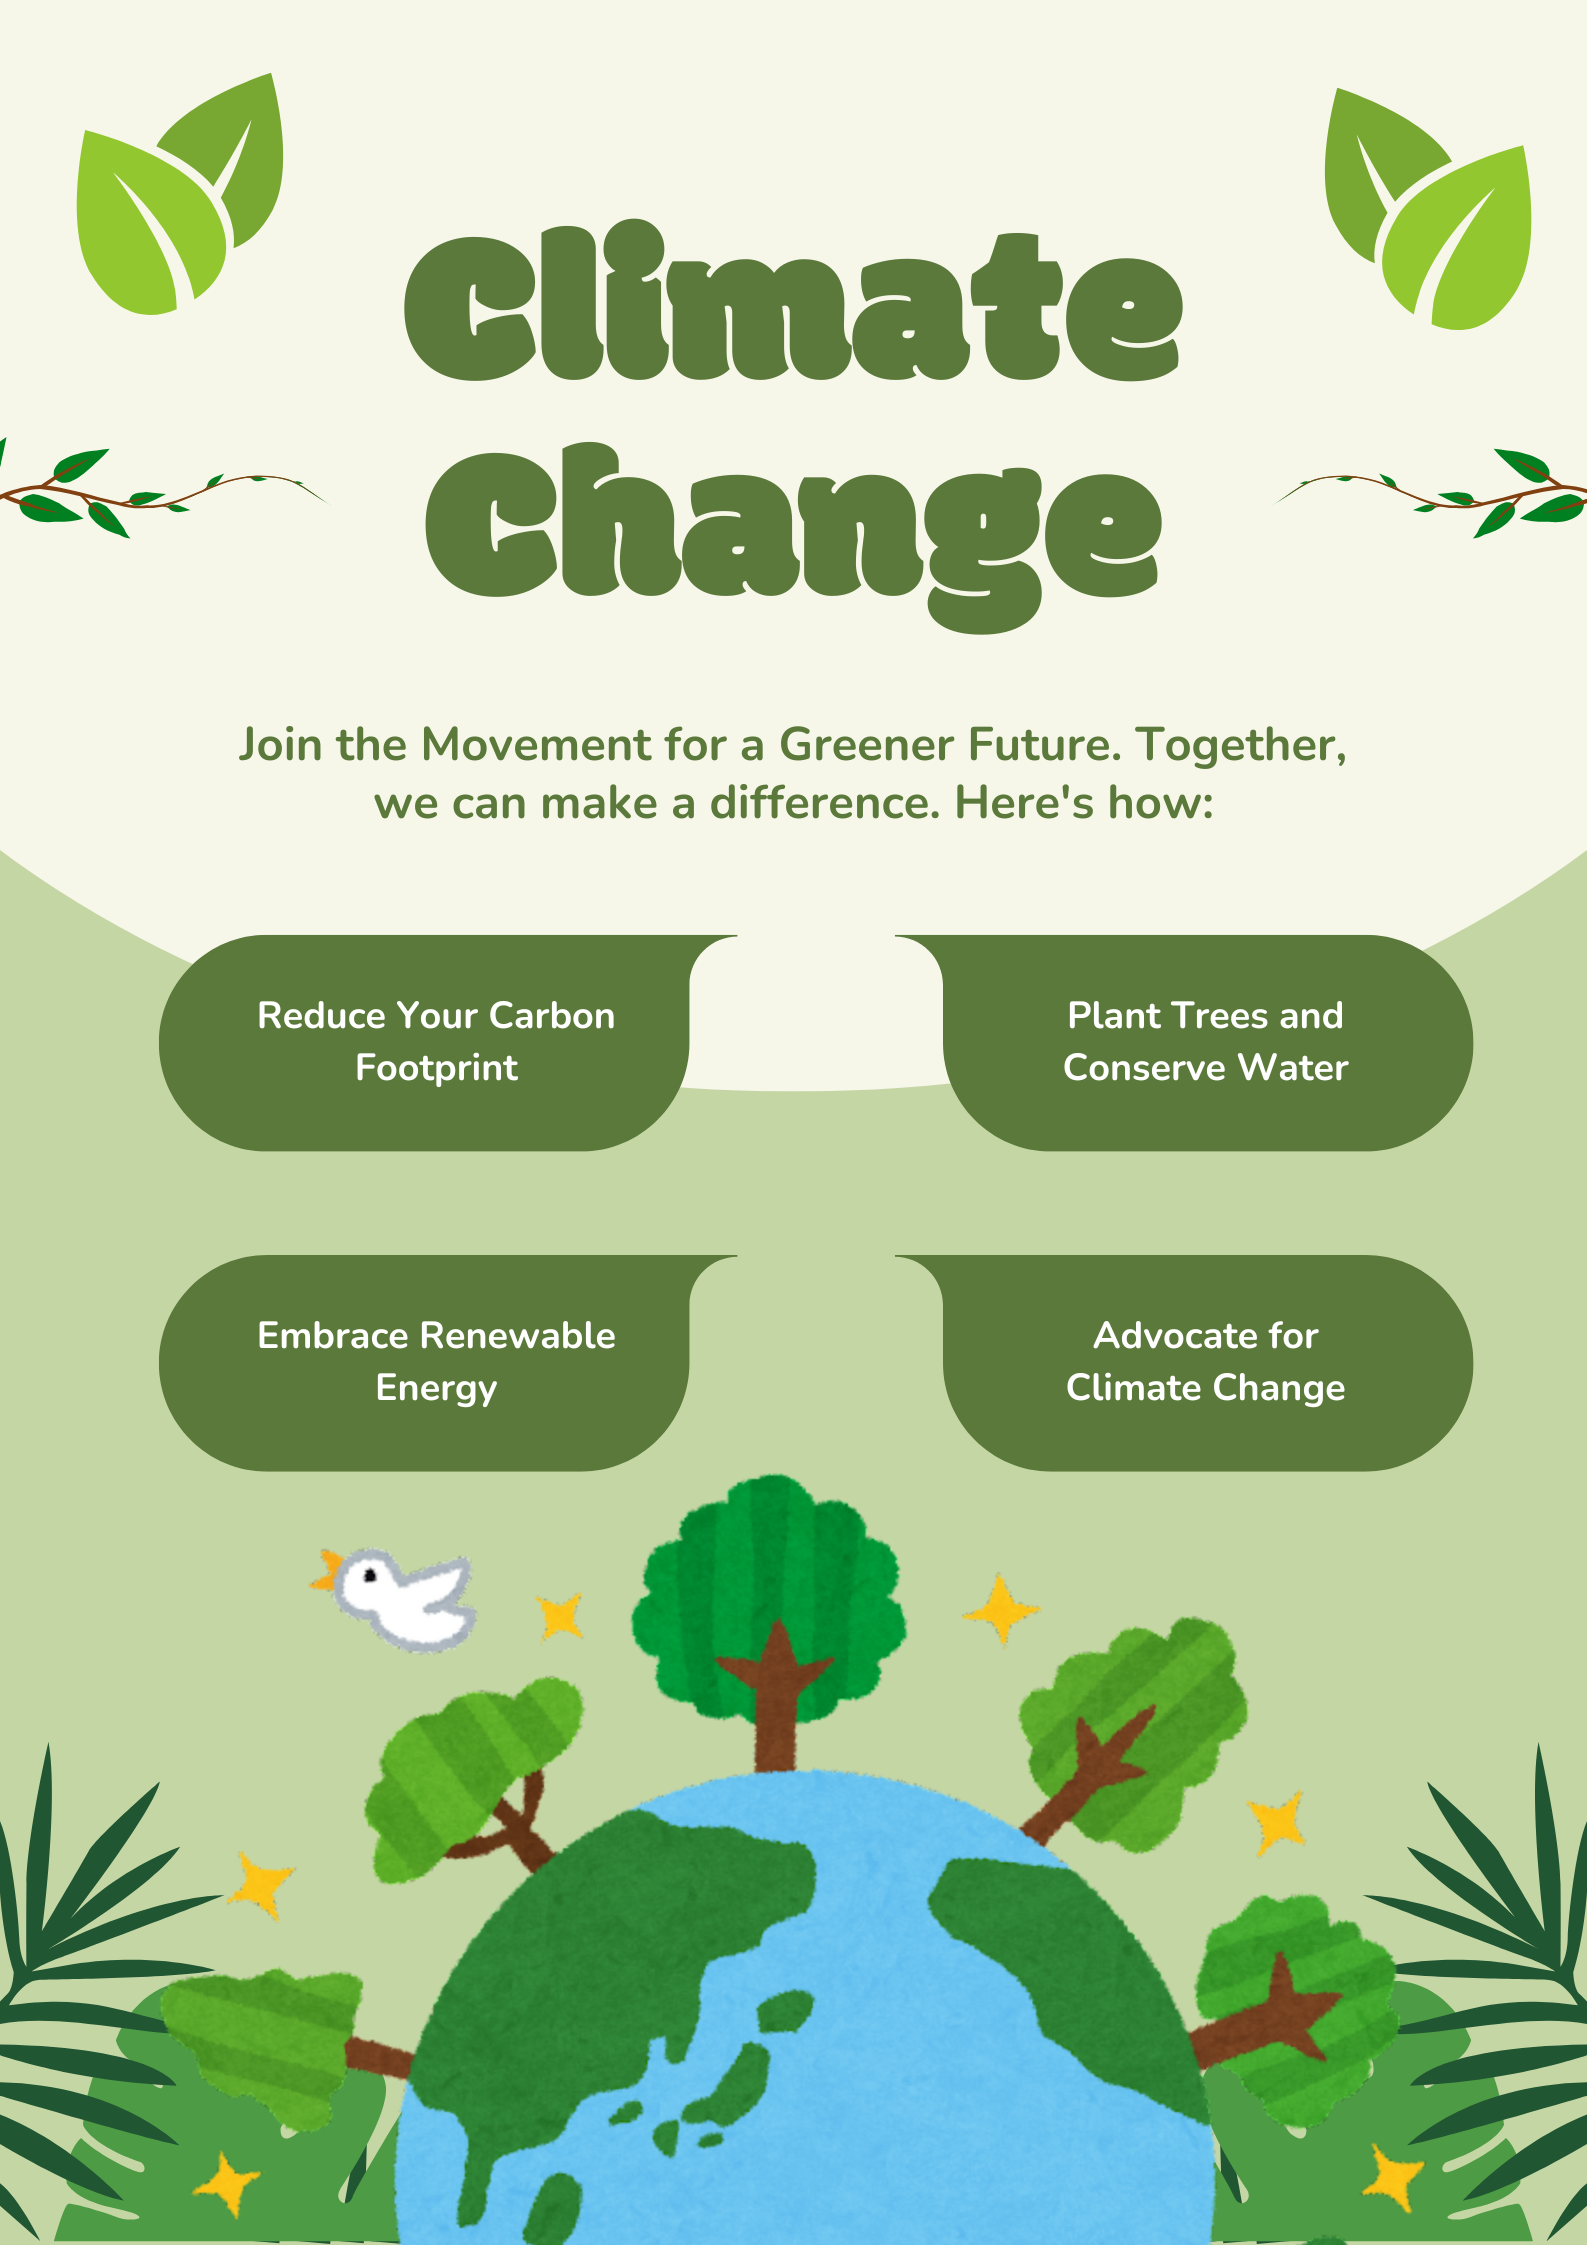 Climate
Change
Join the Movement for a Greener Future. Together,
we can make a difference. Here's how:
Reduce Your Carbon
Footprint
Plant Trees and
Conserve Water
Embrace Renewable
Energy
Advocate for
Climate Change